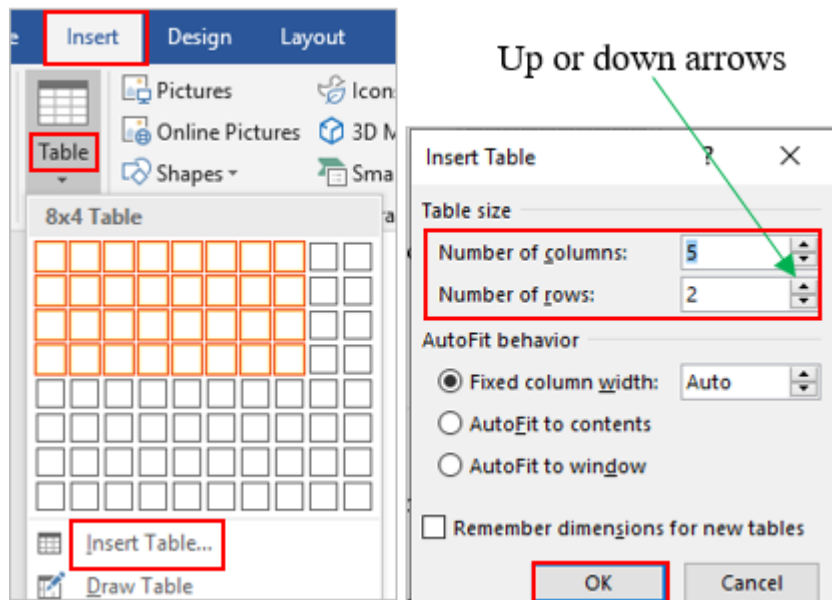 Insert Design Layout
Pictures
Online Pictures
Shapes
Table
8x4 Table
Insert Table...
Draw Table
Up or down arrows
Insert Table ? ×
Table size
Number of columns: 5
Number of rows: 2
AutoFit behavior
Fixed column width: Auto
AutoFit to contents
AutoFit to window
Remember dimensions for new tables
OK Cancel